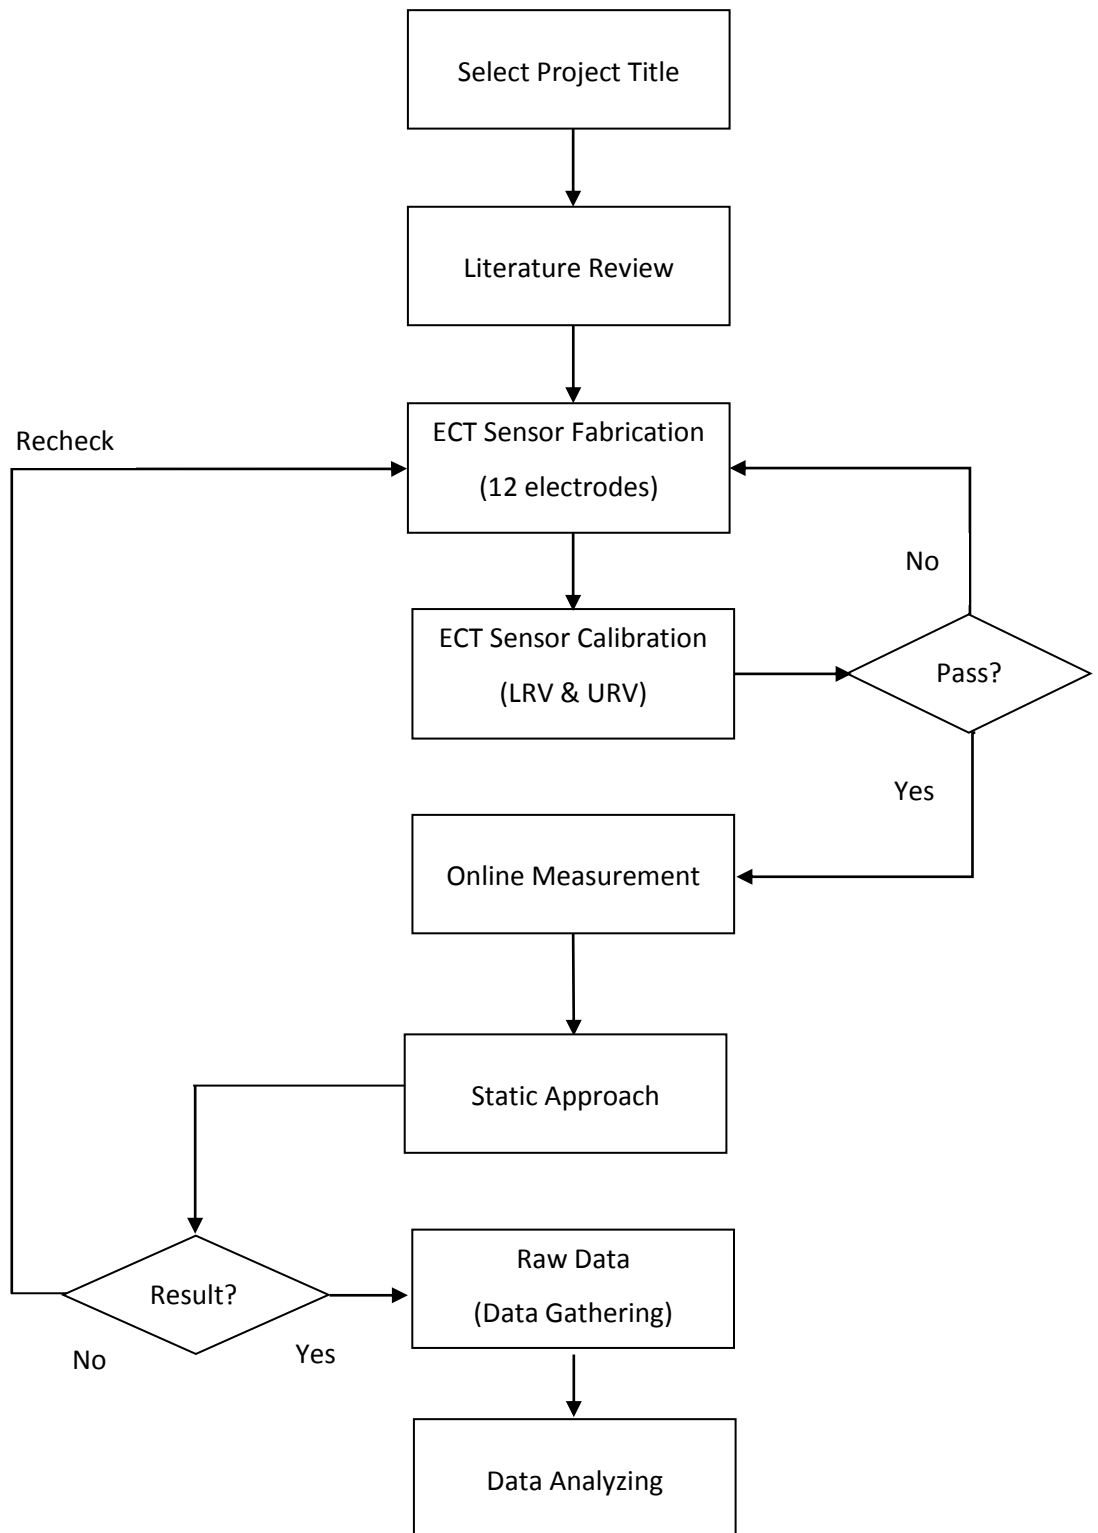 Select Project Title
Literature Review
Recheck
ECT Sensor Fabrication
(12 electrodes)
No
ECT Sensor Calibration
(LRV & URV)
Pass?
Yes
Online Measurement
Static Approach
Result?
Raw Data
(Data Gathering)
No
Yes
Data Analyzing